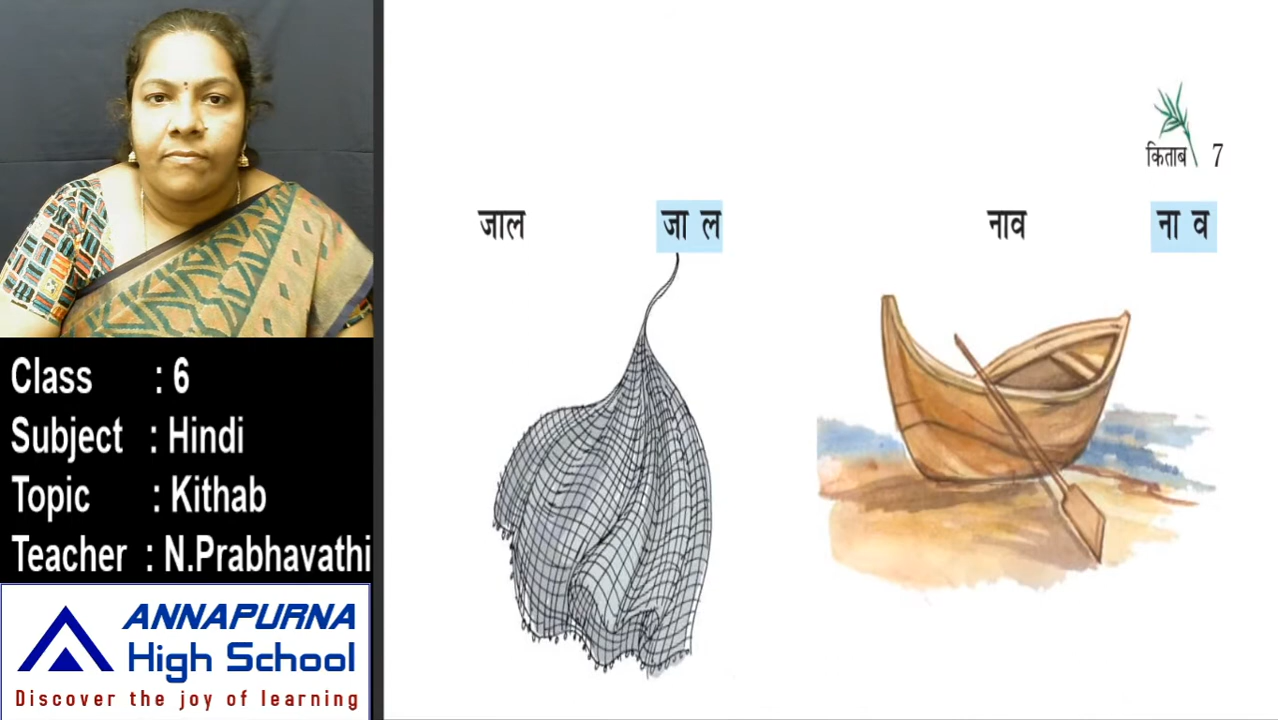 Class : 6
Subject : Hindi
Topic : Kithab
Teacher : N.Prabhavathi
ANNAPURNA
High School
Discover the joy of learning
किताब 7
जाल जा ल नाव ना व